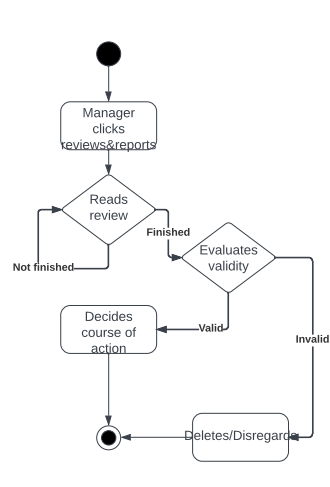 Manager
clicks
reviews&reports
Reads
review
Finished
Evaluates
validity
Not finished
Decides
course of
action
Valid
Invalid
Deletes/Disregards